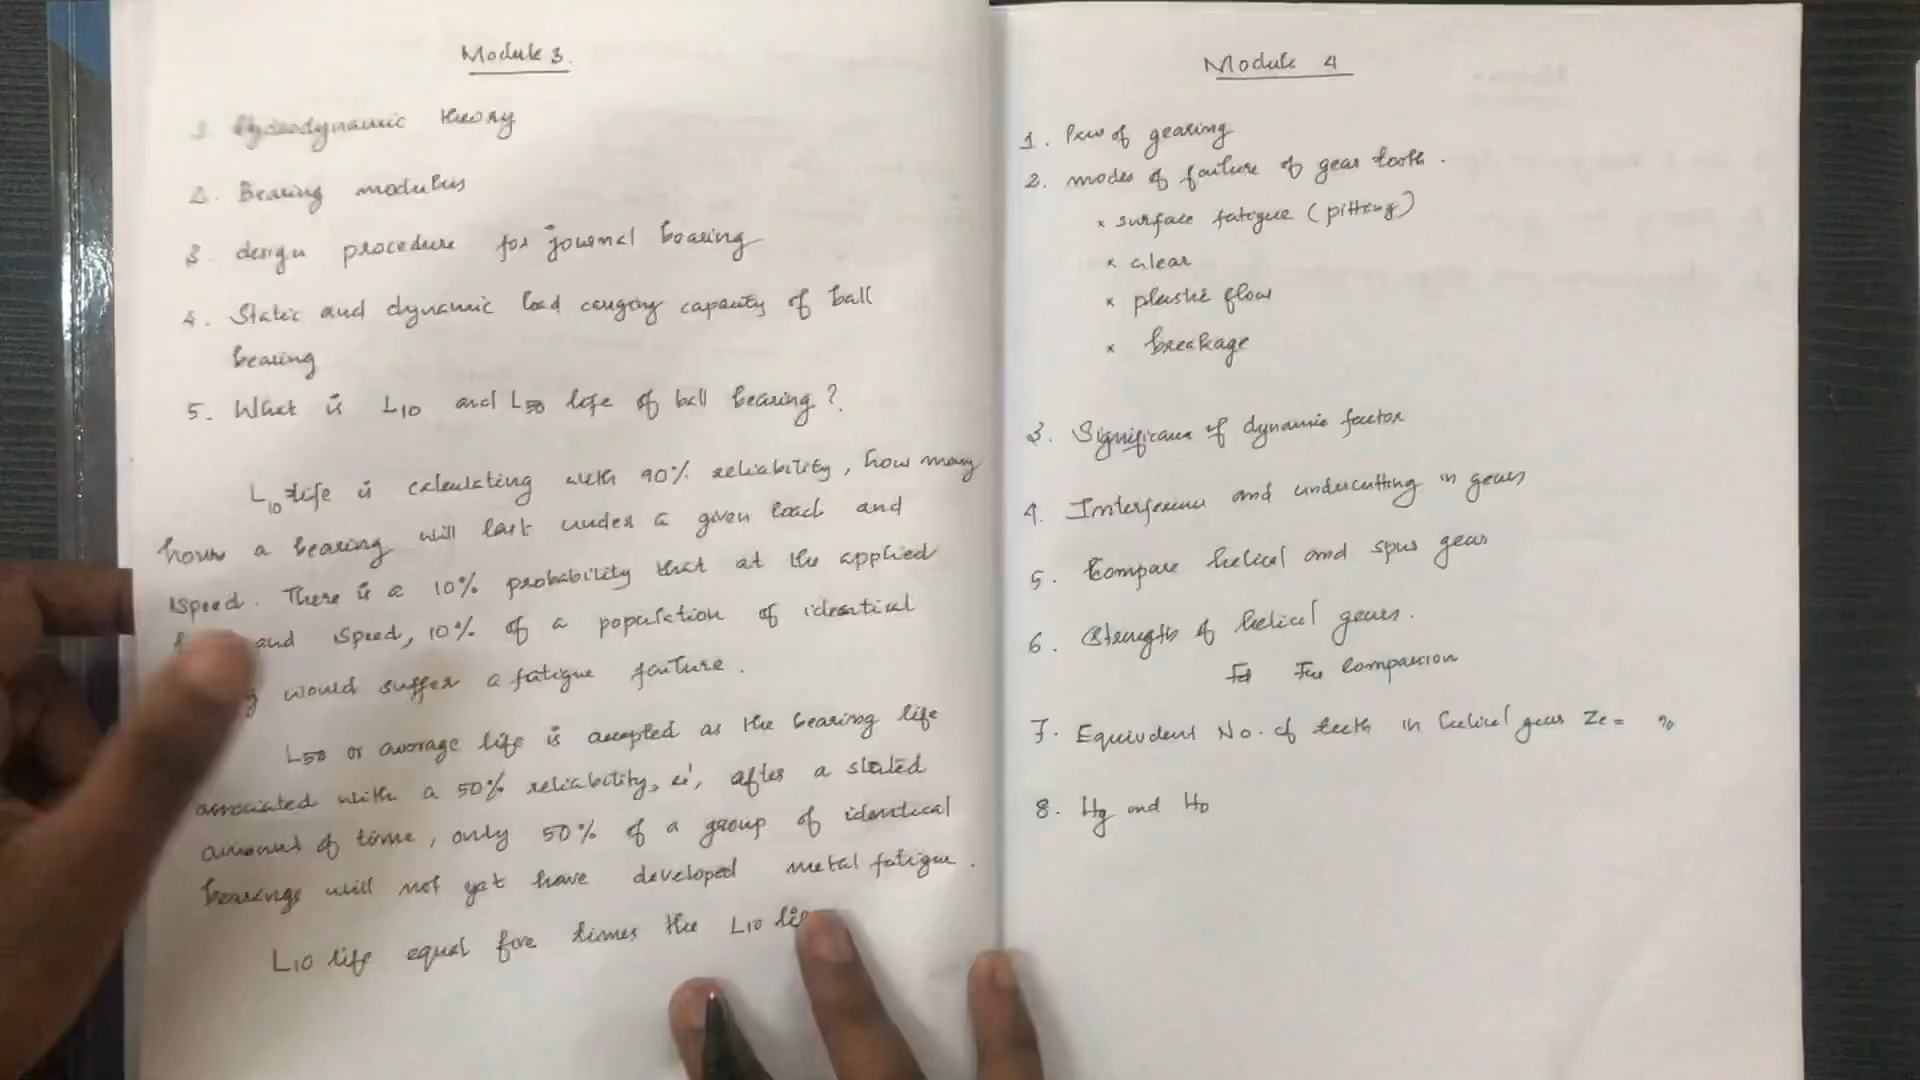 Module 3.
1. Hydrodynamic theory
2. Bearing modulus
3. design procedure for journal bearing
4. Static and dynamic load carrying capacity of ball
bearing
5. What is L10 and L50 life of ball bearing?
L10 life is calculating with 90% reliability, how many
hours a bearing will last under a given load and
speed. There is a 10% probability that at the applied
and speed, 10% of a population of identical
would suffer a fatigue failure.
L50 or average life is accepted as the bearing life
associated with a 50% reliability, ie, after a stated
amount of time, only 50% of a group of identical
bearings will not yet have developed metal fatigue.
L10 life equal five times the L10
Module 4
1. Law of gearing
2. modes of failure of gear tooth.
× surface fatigue (pitting)
× wear
× plastic flow
× breakage
3. Significance of dynamic factor
4. Interference and undercutting in gears
5. Compare helical and spur gear
6. Strength of helical gears.
Comparison
7. Equivalent No. of teeth in helical gear Ze =
8. Hg and Hd